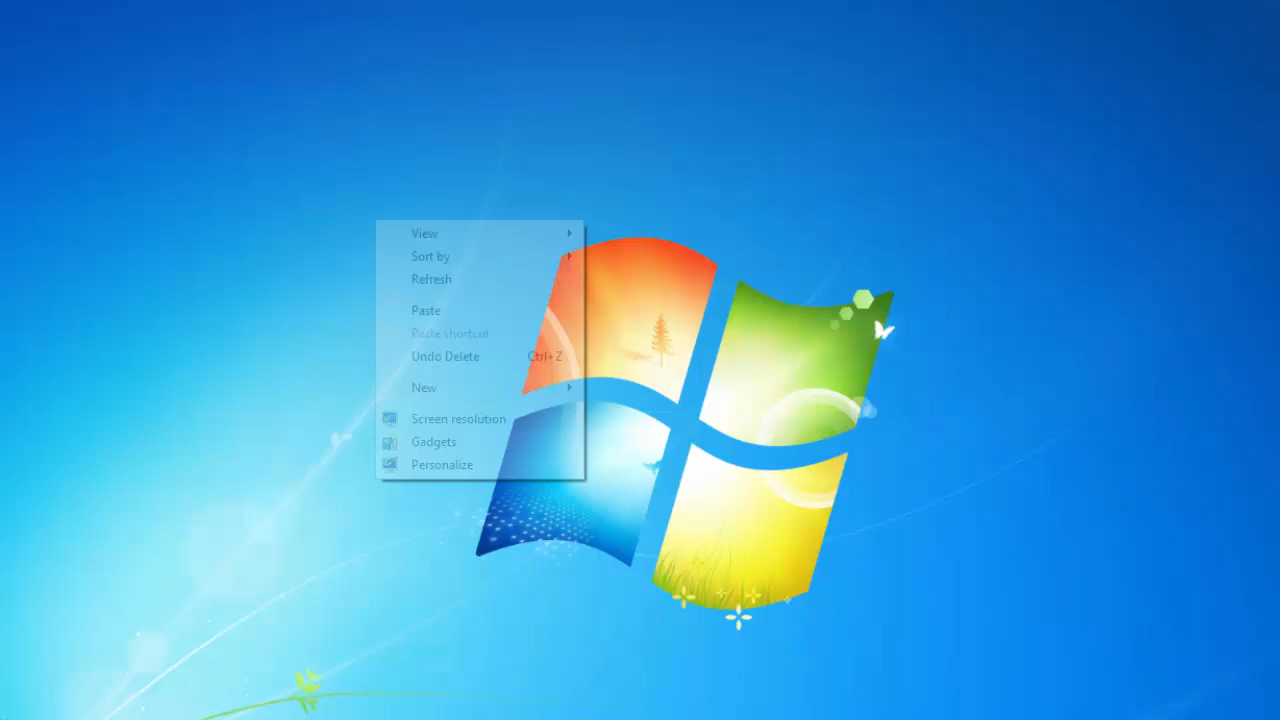 View
Sort by
Refresh
Paste
Paste shortcut
Undo Delete Ctrl+Z
New
Screen resolution
Gadgets
Personalize